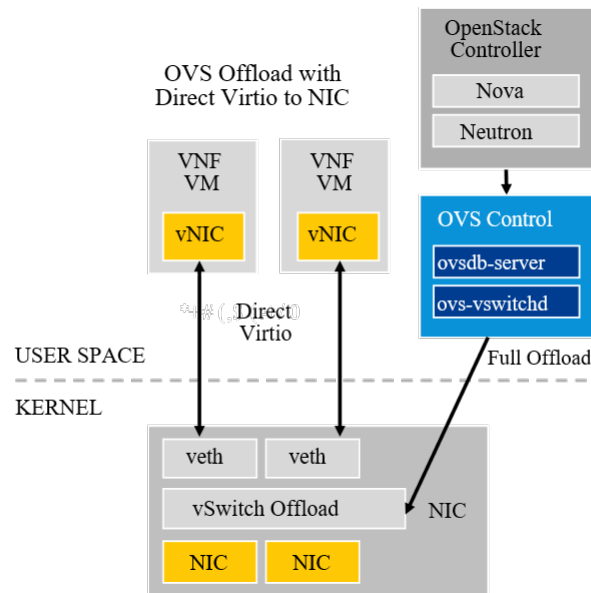 OpenStack
Controller
Nova
Neutron
OVS Offload with
Direct Virtio to NIC
VNF
VM
vNIC
VNF
VM
vNIC
OVS Control
ovsdb-server
ovs-vswitchd
Direct
Virtio
Full Offload
USER SPACE
KERNEL
veth
veth
vSwitch Offload
NIC
NIC
NIC